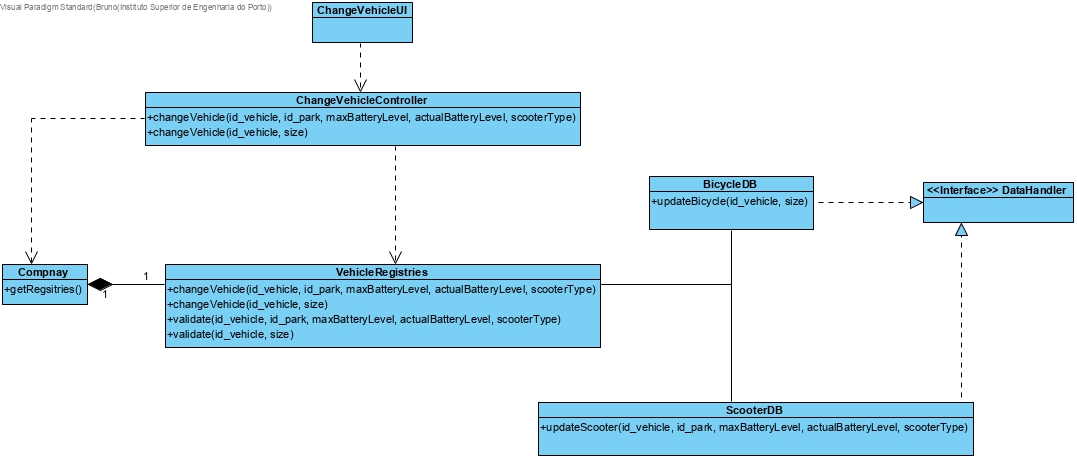 Visual Paradigm Standard(Bruno(Instituto Superior de Engenharia do Porto))
ChangeVehicleUI
ChangeVehicleController
+changeVehicle(id_vehicle, id_park, maxBatteryLevel, actualBatteryLevel, scooterType)
+changeVehicle(id_vehicle, size)
BicycleDB
+updateBicycle(id_vehicle, size)
<<Interface>> DataHandler
Compnay
+getRegsitries()
1
1
VehicleRegistries
+changeVehicle(id_vehicle, id_park, maxBatteryLevel, actualBatteryLevel, scooterType)
+changeVehicle(id_vehicle, size)
+validate(id_vehicle, id_park, maxBatteryLevel, actualBatteryLevel, scooterType)
+validate(id_vehicle, size)
ScooterDB
+updateScooter(id_vehicle, id_park, maxBatteryLevel, actualBatteryLevel, scooterType)